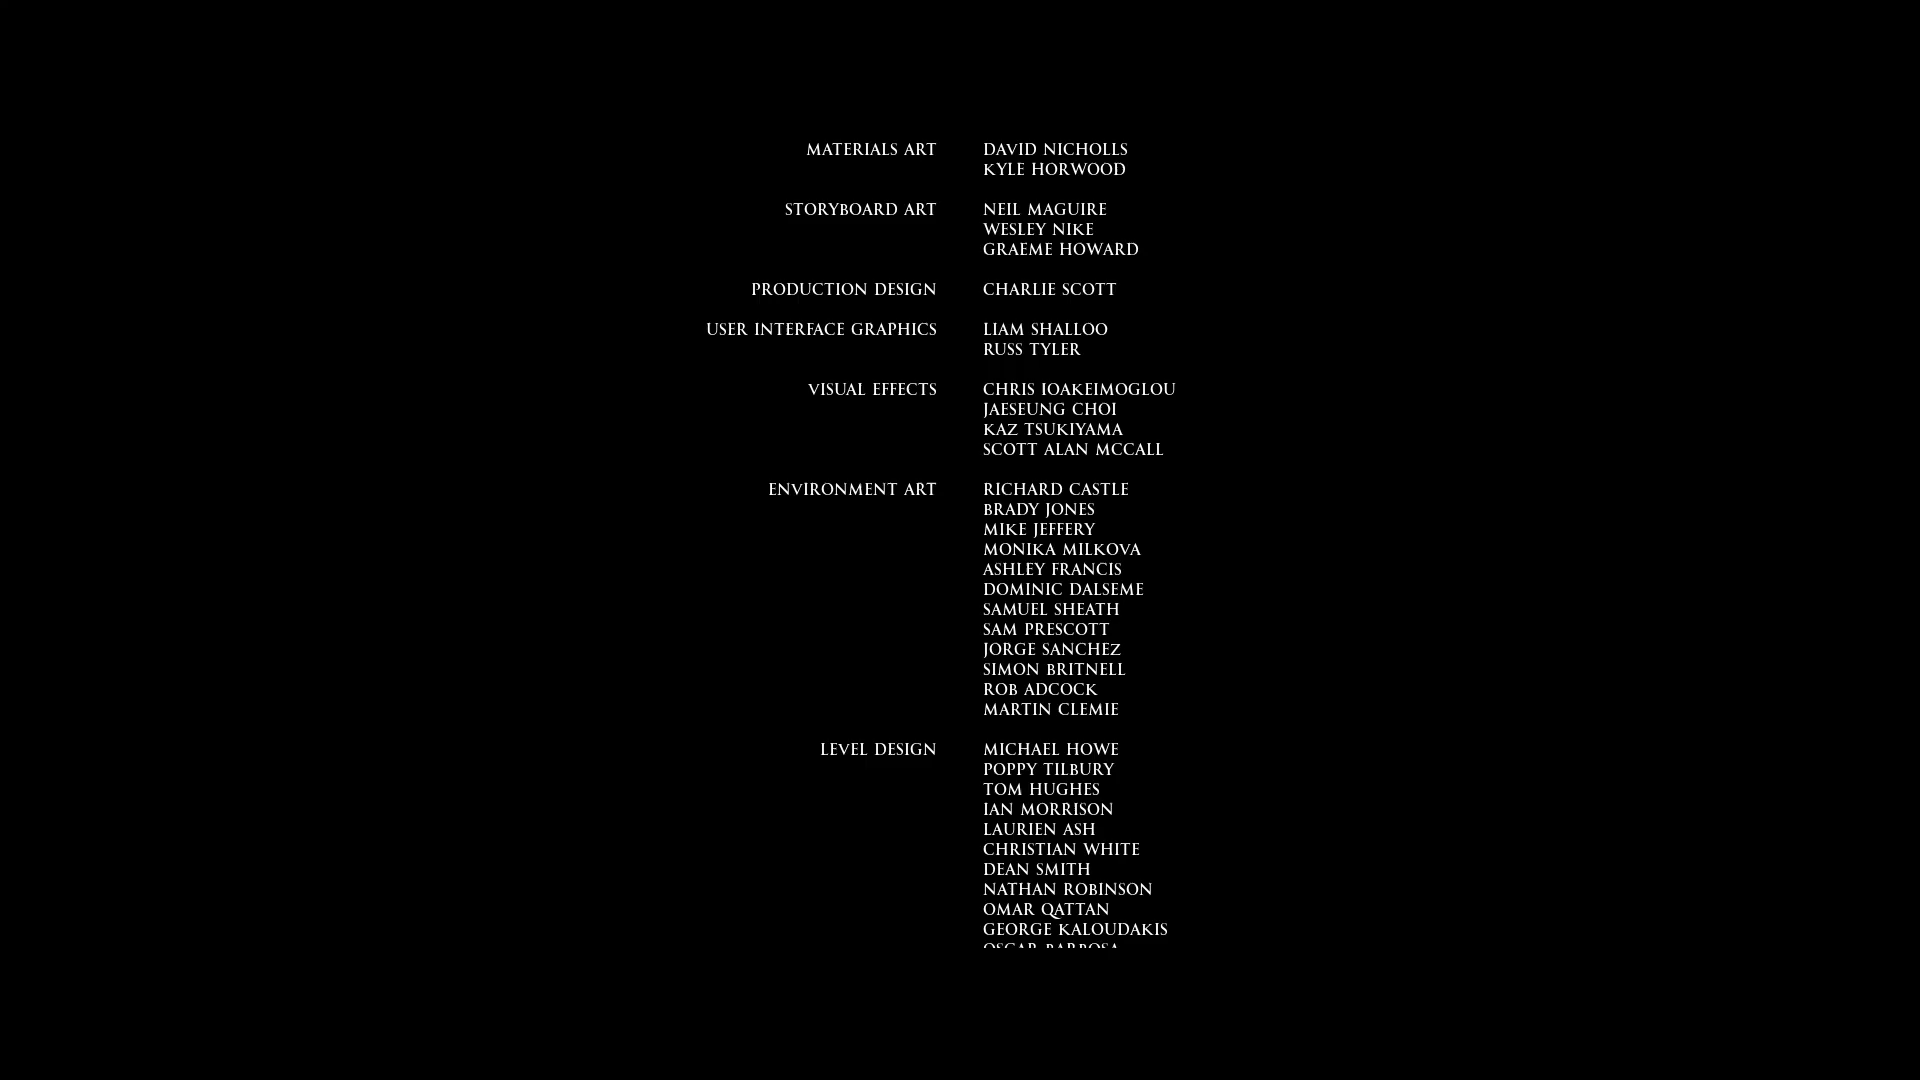 MATERIALS ART DAVID NICHOLLS
KYLE HORWOOD
STORYBOARD ART NEIL MAGUIRE
WESLEY NIKE
GRAEME HOWARD
PRODUCTION DESIGN CHARLIE SCOTT
USER INTERFACE GRAPHICS LIAM SHALLOO
RUSS TYLER
VISUAL EFFECTS CHRIS IOAKEIMOGLOU
JAESEUNG CHOI
KAZ TSUKIYAMA
SCOTT ALAN MCCALL
ENVIRONMENT ART RICHARD CASTLE
BRADY JONES
MIKE JEFFERY
MONIKA MILKOVA
ASHLEY FRANCIS
DOMINIC DALSEME
SAMUEL SHEATH
SAM PRESCOTT
JORGE SANCHEZ
SIMON BRITNELL
ROB ADCOCK
MARTIN CLEMIE
LEVEL DESIGN MICHAEL HOWE
POPPY TILBURY
TOM HUGHES
IAN MORRISON
LAURIEN ASH
CHRISTIAN WHITE
DEAN SMITH
NATHAN ROBINSON
OMAR QATTAN
GEORGE KALOUDAKIS
OSCAR BARBOSA